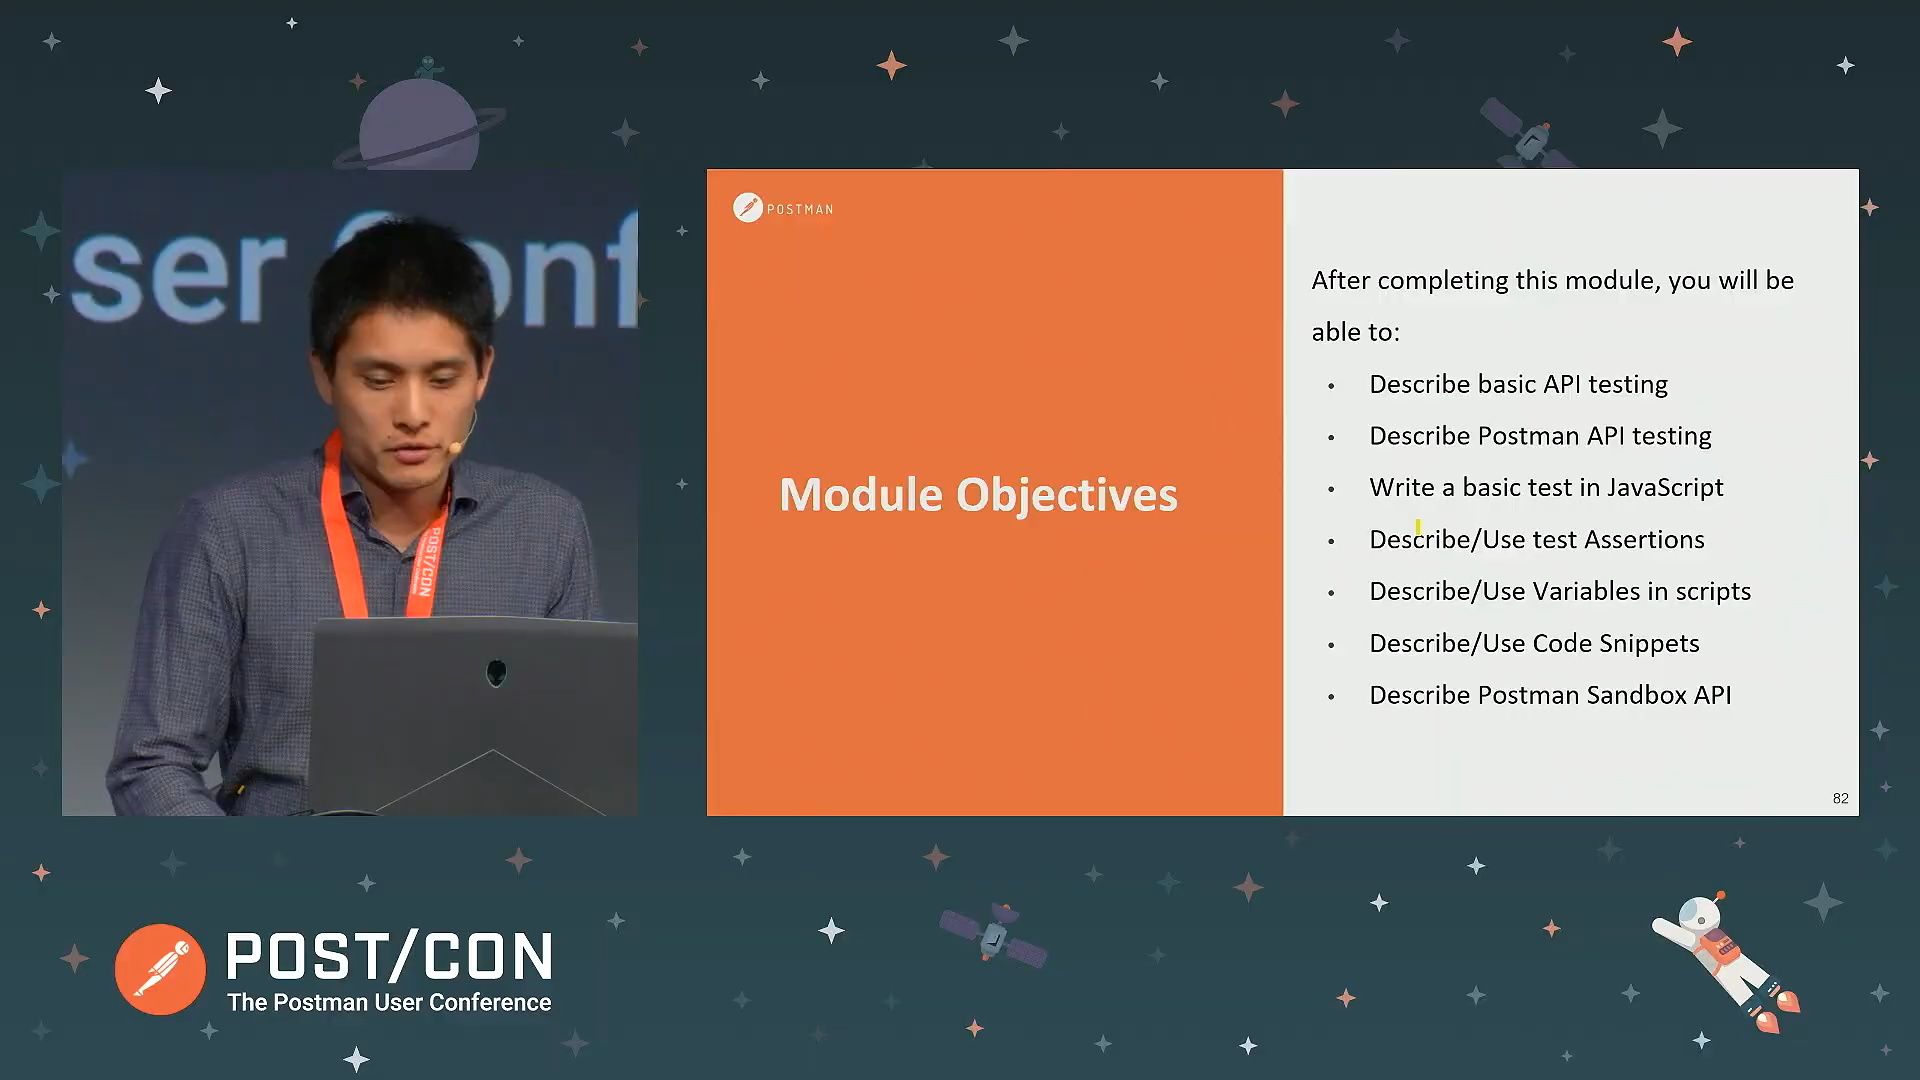 ser Conf
POST/CON
POSTMAN
Module Objectives
After completing this module, you will be
able to:
• Describe basic API testing
• Describe Postman API testing
• Write a basic test in JavaScript
• Describe/Use test Assertions
• Describe/Use Variables in scripts
• Describe/Use Code Snippets
• Describe Postman Sandbox API
82
POST/CON
The Postman User Conference